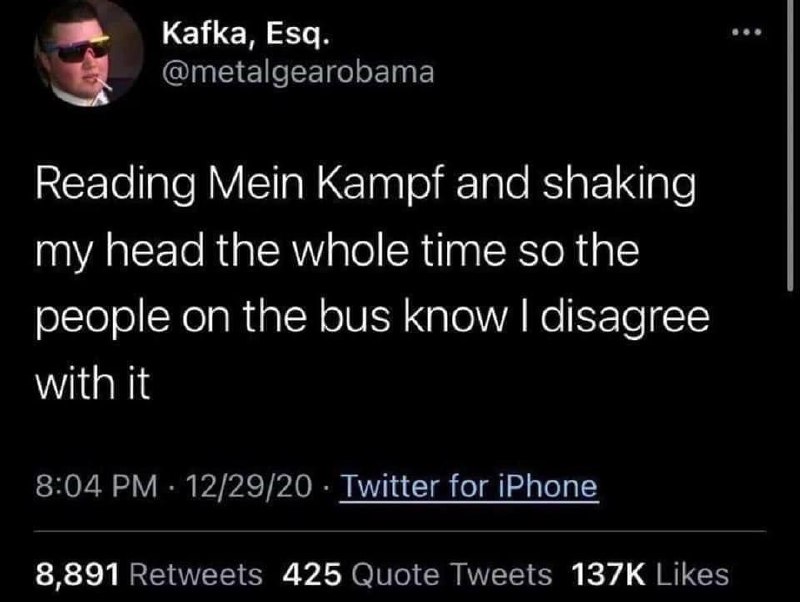 Kafka, Esq.
@metalgearobama
Reading Mein Kampf and shaking
my head the whole time so the
people on the bus know I disagree
with it
8:04 PM · 12/29/20 · Twitter for iPhone
8,891 Retweets 425 Quote Tweets 137K Likes